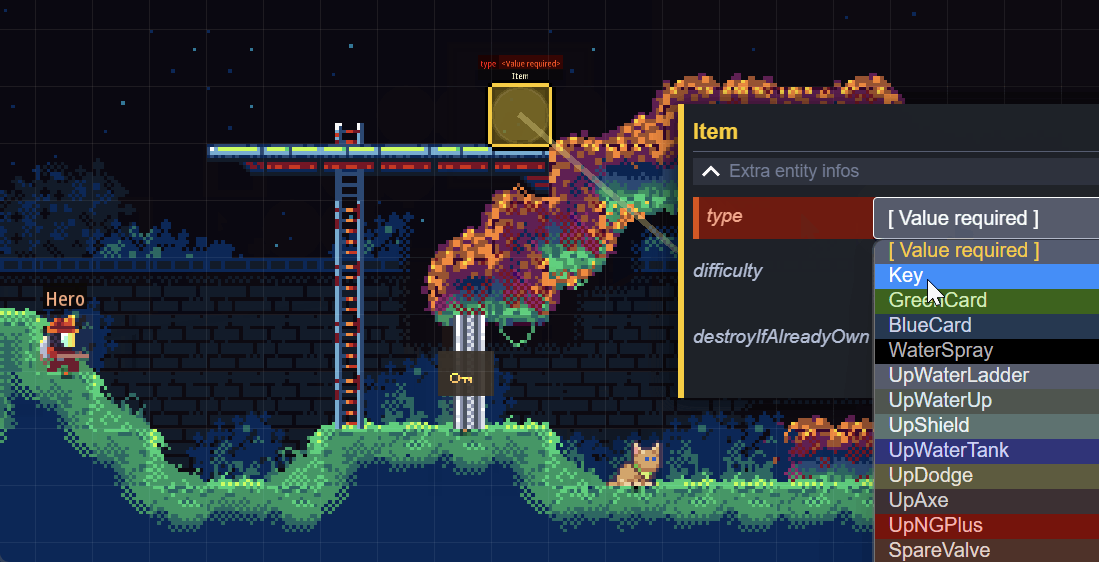 type <Value required>
Item
Item
Extra entity infos
type
[ Value required ]
[ Value required ]
difficulty
Key
GreenCard
destroyIfAlreadyOwn
BlueCard
WaterSpray
UpWaterLadder
UpWaterUp
UpShield
UpWaterTank
UpDodge
UpAxe
UpNGPlus
SpareValve
Hero